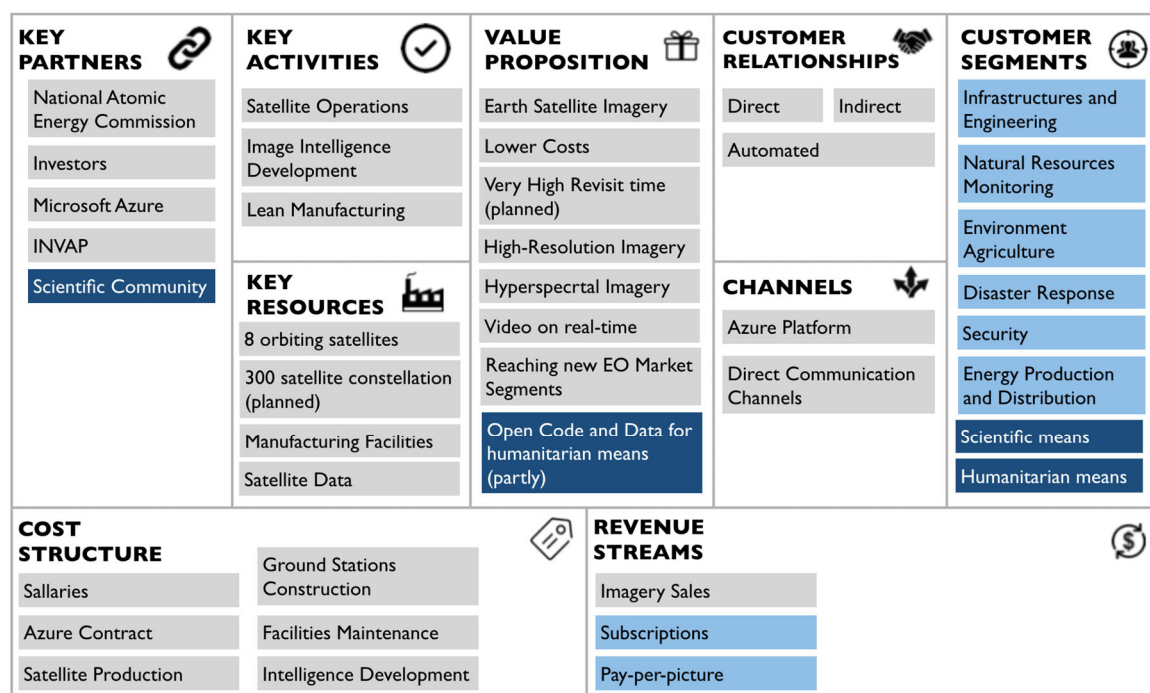 KEY
PARTNERS
National Atomic
Energy Commission
Investors
Microsoft Azure
INVAP
Scientific Community
KEY
ACTIVITIES
Satellite Operations
Image Intelligence
Development
Lean Manufacturing
KEY
RESOURCES
8 orbiting satellites
300 satellite constellation
(planned)
Manufacturing Facilities
Satellite Data
VALUE
PROPOSITION
Earth Satellite Imagery
Lower Costs
Very High Revisit time
(planned)
High-Resolution Imagery
Hyperspecrtal Imagery
Video on real-time
Reaching new EO Market
Segments
Open Code and Data for
humanitarian means
(partly)
CUSTOMER
RELATIONSHIPS
Direct
Indirect
Automated
CHANNELS
Azure Platform
Direct Communication
Channels
CUSTOMER
SEGMENTS
Infrastructures and
Engineering
Natural Resources
Monitoring
Environment
Agriculture
Disaster Response
Security
Energy Production
and Distribution
Scientific means
Humanitarian means
COST
STRUCTURE
Sallaries
Azure Contract
Satellite Production
Ground Stations
Construction
Facilities Maintenance
Intelligence Development
REVENUE
STREAMS
$
Imagery Sales
Subscriptions
Pay-per-picture